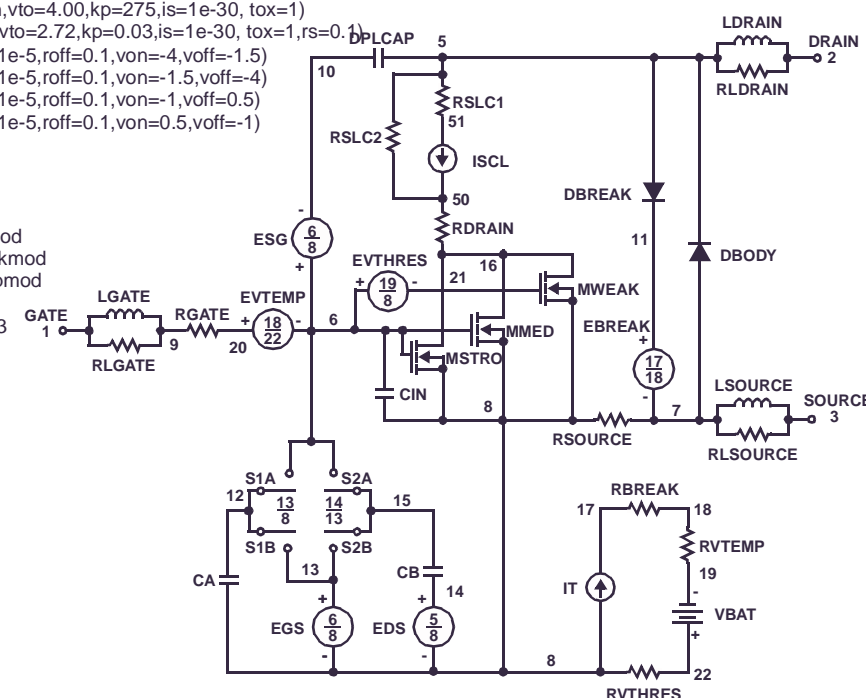 ,vto=4.00,kp=275,is=1e-30, tox=1)
vto=2.72,kp=0.03,is=1e-30, tox=1,rs=0.1)
1e-5,roff=0.1,von=-4,voff=-1.5)
1e-5,roff=0.1,von=-1.5,voff=-4)
1e-5,roff=0.1,von=-1,voff=0.5)
1e-5,roff=0.1,von=0.5,voff=-1)
od
kmod
omod
3
DPLCAP
5
10
LDRAIN
DRAIN
2
RLDRAIN
RSLC1
51
RSLC2
ISCL
50
DBREAK
RDRAIN
-
ESG
6
8
+
11
DBODY
EVTHRES
+
19
8
-
21
16
MWEAK
LGATE
GATE
1
RLGATE
9
RGATE
20
EVTEMP
+
18
22
-
6
MMED
MSTRO
EBREAK
+
17
18
-
CIN
8
RSOURCE
7
LSOURCE
SOURCE
3
RLSOURCE
S1A
S2A
12
13
8
14
13
15
S1B
S2B
13
CA
CB
14
+
EGS
6
8
-
+
EDS
5
8
-
RBREAK
17
18
RVTEMP
19
IT
-
VBAT
+
8
22
RVTHRES